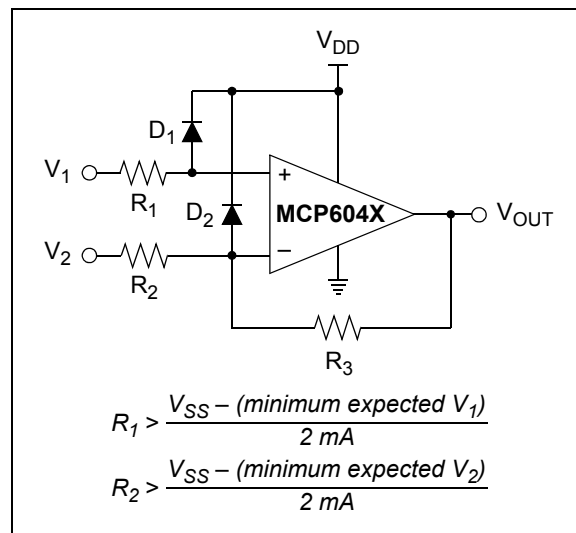 V_DD
D_1
V_1
R_1
+
MCP604X
D_2
V_OUT
V_2
R_2
–
R_3
R_1 > V_SS – (minimum expected V_1) / 2 mA
R_2 > V_SS – (minimum expected V_2) / 2 mA